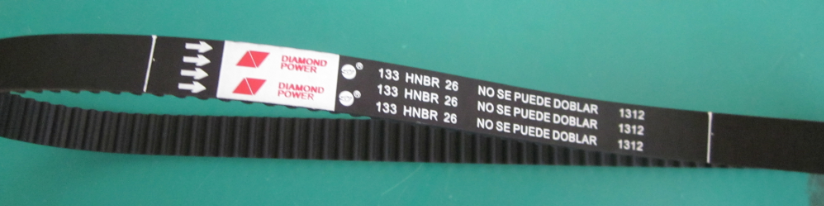 DIAMOND
POWER
DIAMOND
POWER
®
®
133 HNBR 26 NO SE PUEDE DOBLAR 1312
133 HNBR 26 NO SE PUEDE DOBLAR 1312
133 HNBR 26 NO SE PUEDE DOBLAR 1312